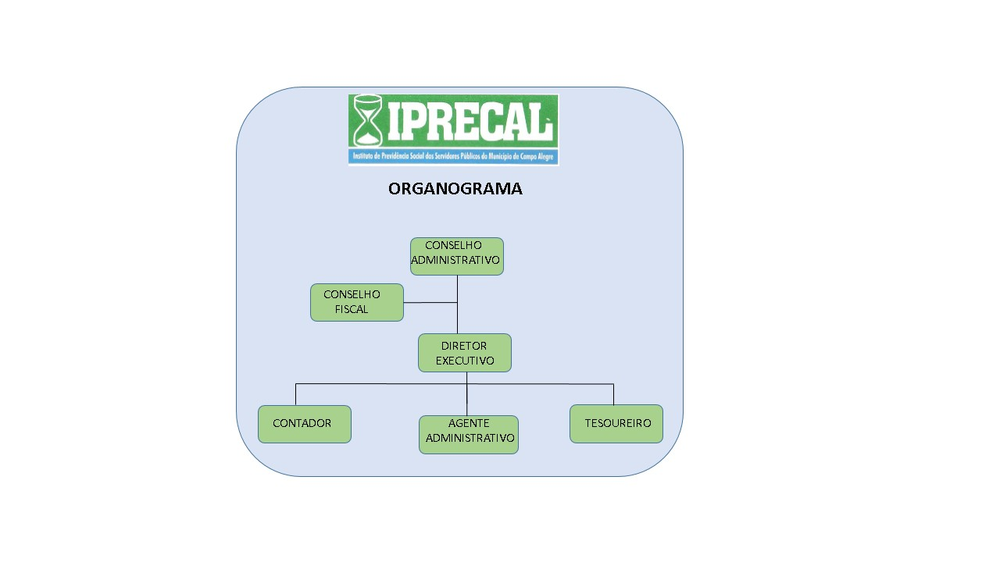 IPRECAL
Instituto de Previdência Social dos Servidores Públicos do Município de Campo Alegre
ORGANOGRAMA
CONSELHO
ADMINISTRATIVO
CONSELHO
FISCAL
DIRETOR
EXECUTIVO
CONTADOR
AGENTE
ADMINISTRATIVO
TESOUREIRO